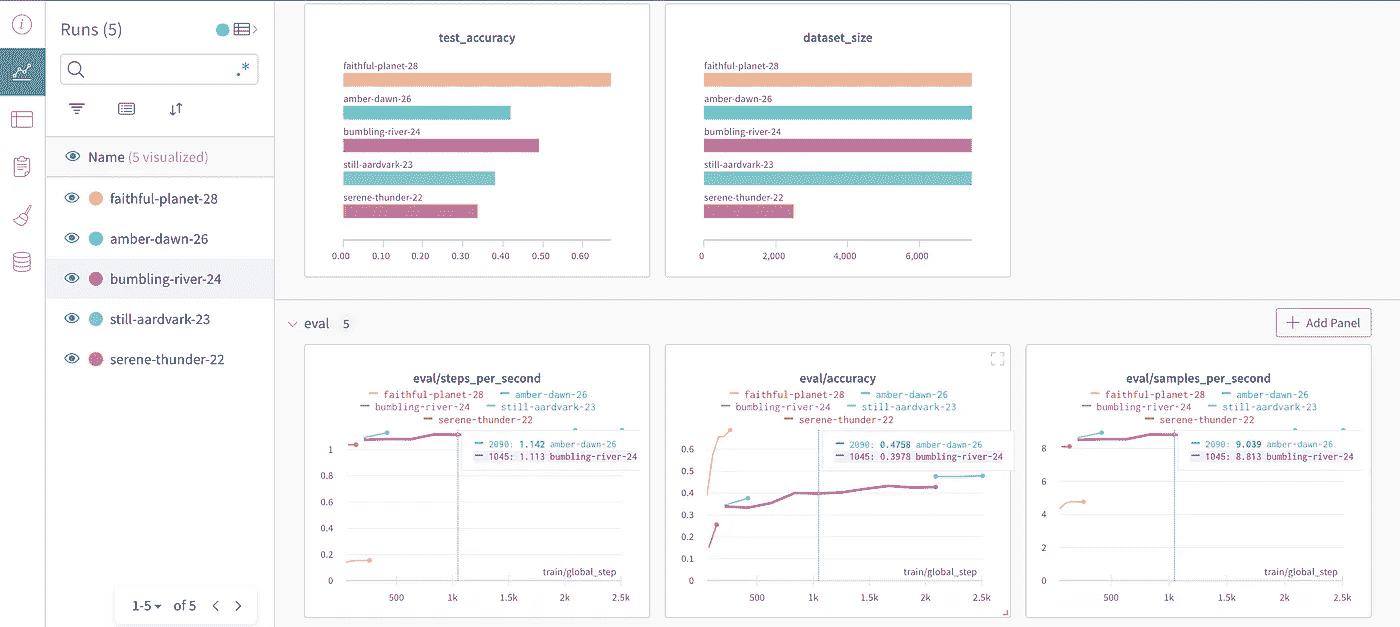 Runs (5)
.*
Name (5 visualized)
faithful-planet-28
amber-dawn-26
bumbling-river-24
still-aardvark-23
serene-thunder-22
1-5 of 5
test_accuracy
faithful-planet-28
amber-dawn-26
bumbling-river-24
still-aardvark-23
serene-thunder-22
0.00 0.10 0.20 0.30 0.40 0.50 0.60
dataset_size
faithful-planet-28
amber-dawn-26
bumbling-river-24
still-aardvark-23
serene-thunder-22
0 2,000 4,000 6,000
eval 5
Add Panel
eval/steps_per_second
faithful-planet-28 amber-dawn-26
bumbling-river-24 still-aardvark-23
serene-thunder-22
2090: 1.142 amber-dawn-26
1045: 1.113 bumbling-river-24
1
0.8
0.6
0.4
0.2
0
train/global_step
500 1k 1.5k 2k 2.5k
eval/accuracy
faithful-planet-28 amber-dawn-26
bumbling-river-24 still-aardvark-23
serene-thunder-22
2090: 0.4758 amber-dawn-26
1045: 0.3978 bumbling-river-24
0.6
0.5
0.4
0.3
0.2
0.1
0
train/global_step
500 1k 1.5k 2k 2.5k
eval/samples_per_second
faithful-planet-28 amber-dawn-26
bumbling-river-24 still-aardvark-23
serene-thunder-22
2090: 9.039 amber-dawn-26
1045: 8.813 bumbling-river-24
8
6
4
2
0
train/global_step
500 1k 1.5k 2k 2.5k